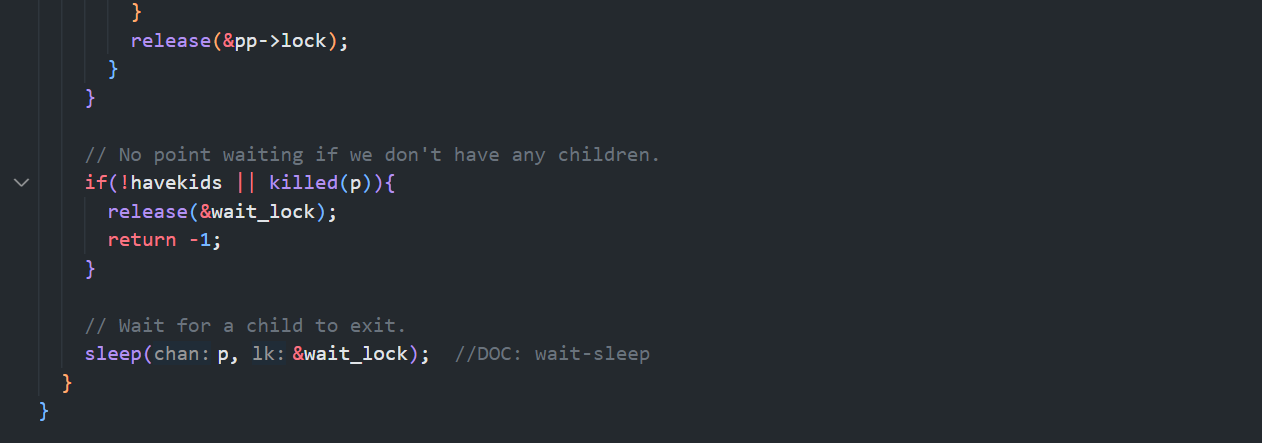 }
release(&pp->lock);
}
}
// No point waiting if we don't have any children.
if(!havekids || killed(p)){
release(&wait_lock);
return -1;
}
// Wait for a child to exit.
sleep(chan: p, lk: &wait_lock);  //DOC: wait-sleep
}
}